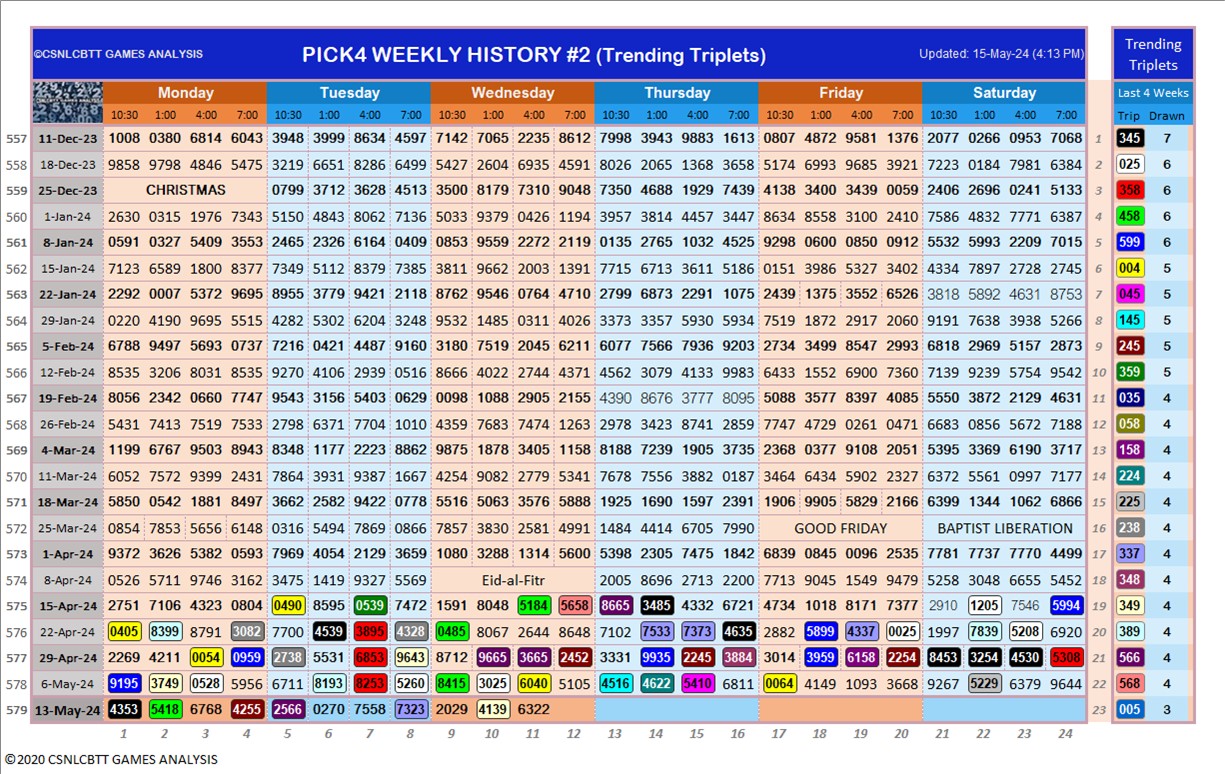 ©CSNLCBTT GAMES ANALYSIS PICK4 WEEKLY HISTORY #2 (Trending Triplets) Updated: 15-May-24 (4:13 PM) Trending Triplets
Monday Tuesday Wednesday Thursday Friday Saturday Last 4 Weeks
10:30 1:00 4:00 7:00 10:30 1:00 4:00 7:00 10:30 1:00 4:00 7:00 10:30 1:00 4:00 7:00 10:30 1:00 4:00 7:00 10:30 1:00 4:00 7:00 Trip Drawn
557 11-Dec-23 1008 0380 6814 6043 3948 3999 8634 4597 7142 7065 2235 8612 7998 3943 9883 1613 0807 4872 9581 1376 2077 0266 0953 7068 1 345 7
558 18-Dec-23 9858 9798 4846 5475 3219 6651 8286 6499 5427 2604 6935 4591 8026 2065 1368 3658 5174 6993 9685 3921 7223 0184 7981 6384 2 025 6
559 25-Dec-23 CHRISTMAS 0799 3712 3628 4513 3500 8179 7310 9048 7350 4688 1929 7439 4138 3400 3439 0059 2406 2696 0241 5133 3 358 6
560 1-Jan-24 2630 0315 1976 7343 5150 4843 8062 7136 5033 9379 0426 1194 3957 3814 4457 3447 8634 8558 3100 2410 7586 4832 7771 6387 4 458 6
561 8-Jan-24 0591 0327 5409 3553 2465 2326 6164 0409 0853 9559 2272 2119 0135 2765 1032 4525 9298 0600 0850 0912 5532 5993 2209 7015 5 599 6
562 15-Jan-24 7123 6589 1800 8377 7349 5112 8379 7385 3811 9662 2003 1391 7715 6713 3611 5186 0151 3986 5327 3402 4334 7897 2728 2745 6 004 5
563 22-Jan-24 2292 0007 5372 9695 8955 3779 9421 2118 3762 9546 0764 4710 2799 6873 2291 1075 2439 1375 3552 6526 3818 5892 4631 8753 7 045 5
564 29-Jan-24 0220 4190 9695 5515 4282 5302 6204 3248 0532 1485 0311 4026 3373 3357 5930 5934 7519 1872 2917 2060 9191 7638 3938 5266 8 145 5
565 5-Feb-24 6788 9497 5693 0737 7216 0421 4487 9160 3180 7519 2045 6211 6077 7566 7936 9203 2734 3499 8547 2993 6818 2969 5157 2873 9 245 5
566 12-Feb-24 8535 3206 8031 8535 9270 4106 2939 0516 8666 4022 2744 4371 4562 3079 4133 9983 6433 1552 6900 7360 7139 9239 5754 9542 10 359 5
567 19-Feb-24 8056 2342 0660 7747 9543 3156 5403 0629 0098 1088 2905 2155 4390 8676 3777 8095 5088 3577 8397 4085 5550 3872 2129 4631 11 035 4
568 26-Feb-24 5431 7413 7519 7533 2798 6371 7704 1010 4359 7683 7474 1263 2978 3423 8741 2859 7747 4729 0261 0471 6683 0856 5672 7188 12 058 4
569 4-Mar-24 1199 6767 9503 8943 8348 1177 2223 8862 9875 1878 3405 1158 8188 7239 1905 3735 2368 0377 9108 2051 5395 3369 6190 3717 13 158 4
570 11-Mar-24 6052 7572 9399 2431 7864 3931 9387 1667 4254 9082 7779 5341 7678 7556 3884 0187 3464 6434 5902 2327 6372 5561 0997 7177 14 224 4
571 18-Mar-24 5850 0542 1881 8497 3662 2582 9422 0778 5516 5063 3576 5888 1925 1690 1597 2391 1906 9905 5829 2166 6399 1344 1062 6866 15 225 4
572 25-Mar-24 0854 7853 5656 6148 0316 5494 7869 0866 7857 3830 2581 4991 1484 4414 6705 7990 GOOD FRIDAY BAPTIST LIBERATION 16 238 4
573 1-Apr-24 9372 3626 5382 0593 7969 4054 2129 3659 1080 3288 1314 5600 5398 2305 7475 1842 6839 0845 0096 2535 7781 7737 7770 4499 17 337 4
574 8-Apr-24 0526 5711 9746 3162 3475 1419 9327 5569 Eid-al-Fitr 2005 8696 2713 2200 7713 9045 1549 9479 5258 3048 6655 5452 18 348 4
575 15-Apr-24 2751 7106 4323 0804 0490 8595 0539 7472 1591 8048 5184 5658 8665 3485 4332 6721 4734 1018 8171 7377 2910 1205 7546 5994 19 349 4
576 22-Apr-24 0405 8399 8791 3082 7700 4539 3895 4328 0485 8067 2644 8648 7102 7533 7373 4635 2882 5899 4337 0025 1997 7839 5208 6920 20 389 4
577 29-Apr-24 2269 4211 0054 0959 2738 5531 6853 9643 8712 9665 3665 2452 3331 9935 2245 3884 3014 3959 6158 2254 8453 3254 4530 5308 21 566 4
578 6-May-24 9195 3749 0528 5956 6711 8193 8253 5260 8415 3025 6040 5105 4516 4622 5410 6811 0064 4149 1093 3668 9267 5229 6379 9644 22 568 4
579 13-May-24 4353 5418 6768 4255 2566 0270 7558 7323 2029 4139 6322 23 005 3
1 2 3 4 5 6 7 8 9 10 11 12 13 14 15 16 17 18 19 20 21 22 23 24
©2020 CSNLCBTT GAMES ANALYSIS